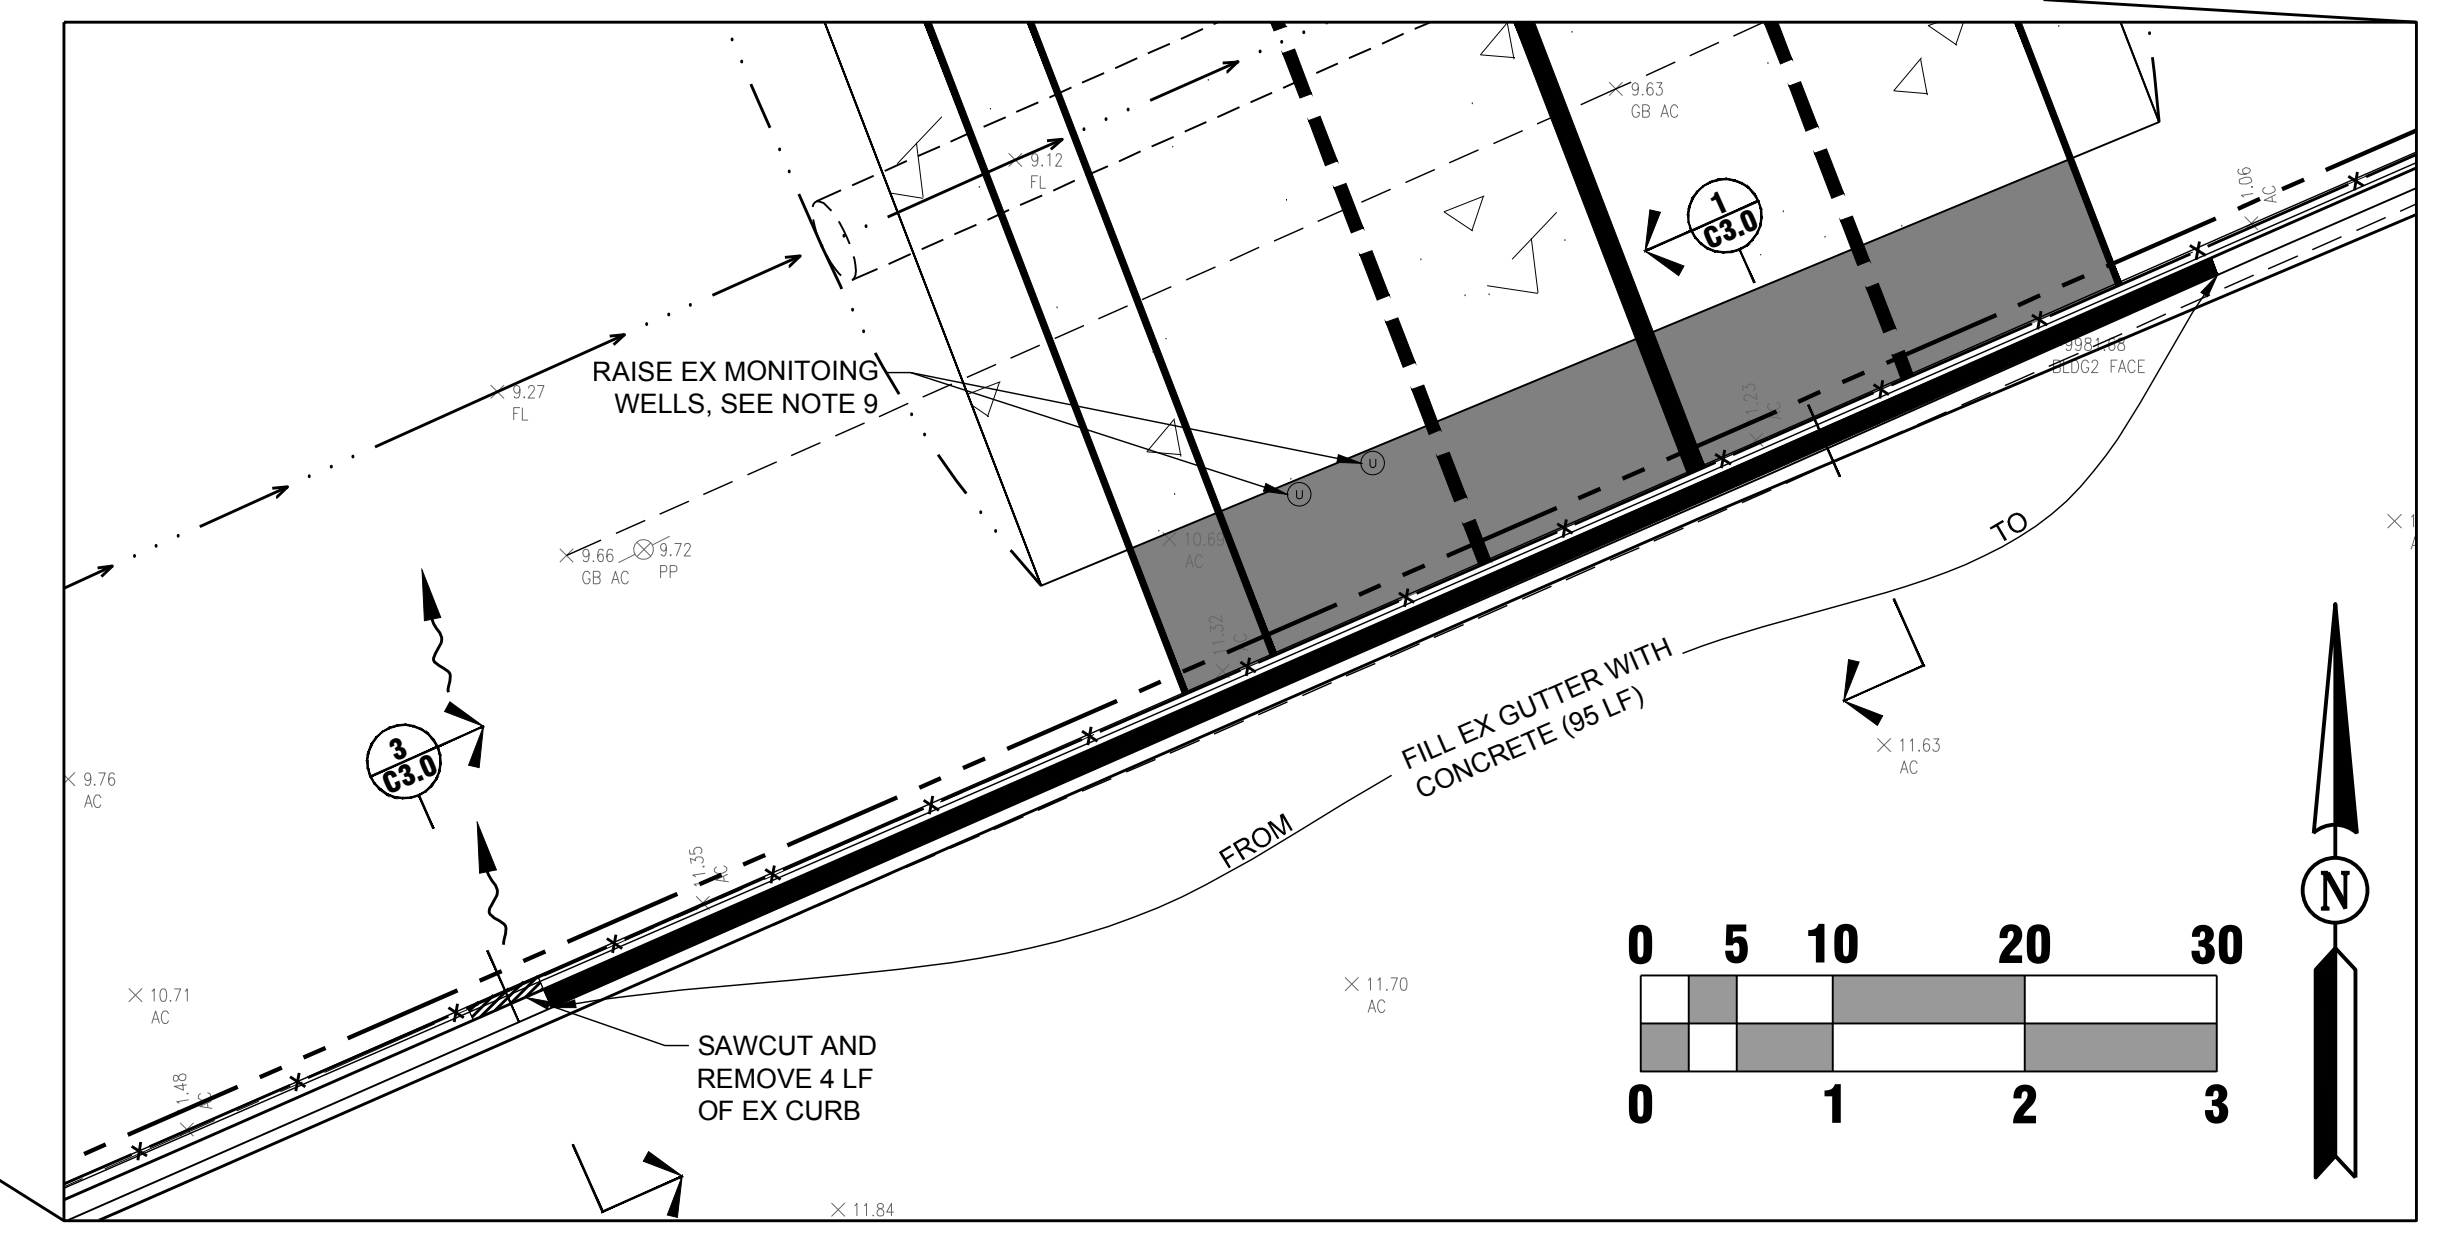 9.63
GB AC
9.12
FL
1
C3.0
1.06
AC
RAISE EX MONITOING
WELLS, SEE NOTE 9
9.27
FL
9981.68
BLDG2 FACE
1.23
AC
U
U
TO
10.69
AC
9.66
GB AC
9.72
PP
11.32
AC
FILL EX GUTTER WITH
CONCRETE (95 LF)
11.63
AC
3
C3.0
9.76
AC
FROM
11.35
AC
N
0 5 10 20 30
10.71
AC
11.70
AC
SAWCUT AND
REMOVE 4 LF
OF EX CURB
1.48
AC
0 1 2 3
11.84